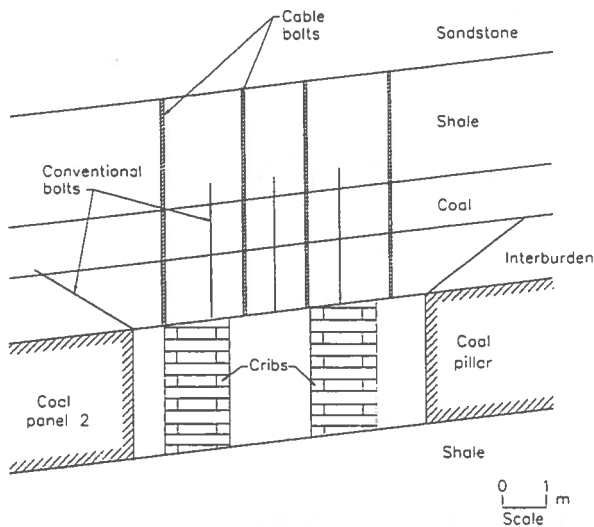 Cable
bolts
Sandstone
Shale
Conventional
bolts
Coal
Interburden
Coal
pillar
Cribs
Coal
panel 2
Shale
0 1
m
Scale